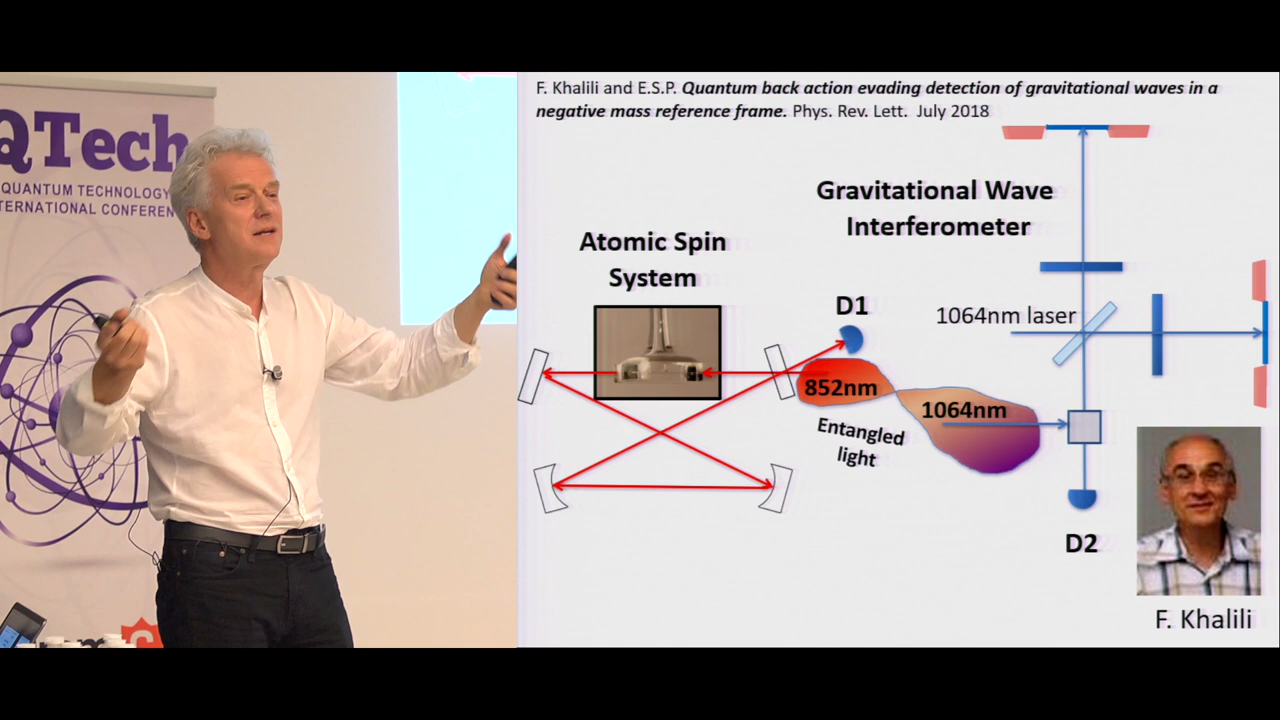 QTech
QUANTUM TECHNOLOGY
F. Khalili and E.S.P. Quantum back action evading detection of gravitational waves in a
negative mass reference frame. Phys. Rev. Lett. July 2018
Gravitational Wave
Interferometer
Atomic Spin
System
D1
1064nm laser
852nm
1064nm
Entangled
light
D2
F. Khalili